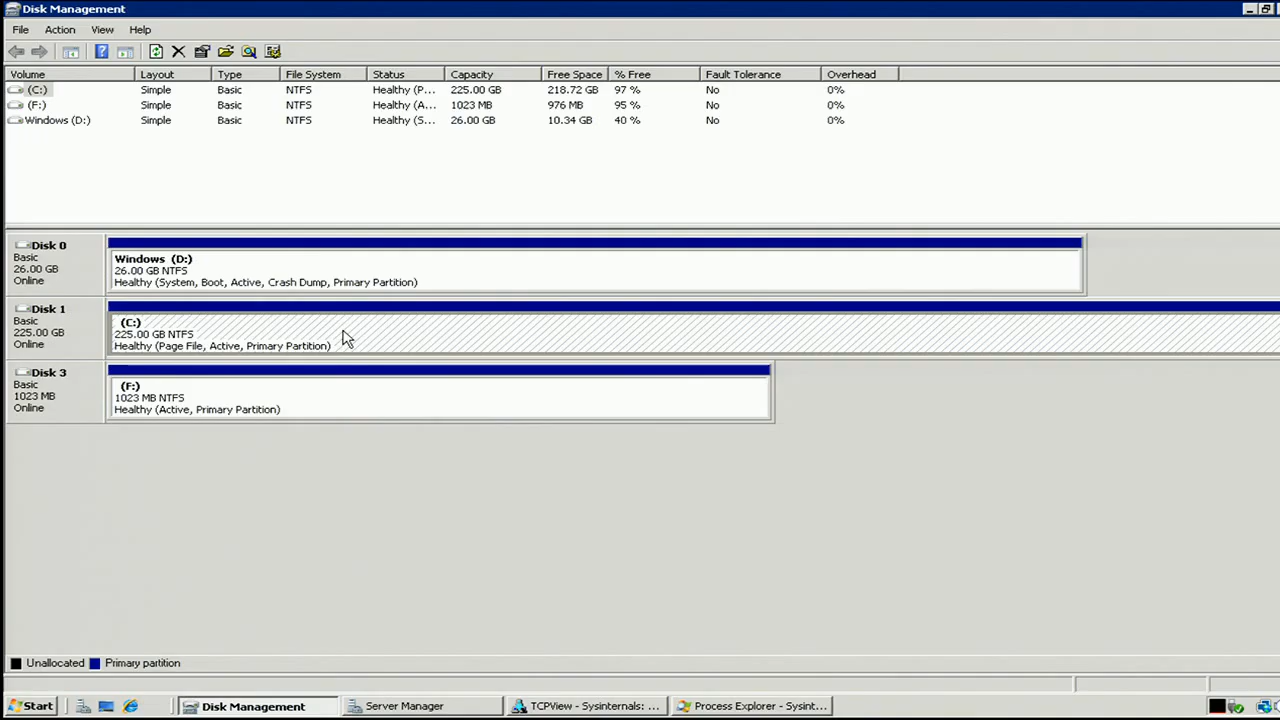 Disk Management
File Action View Help
Volume Layout Type File System Status Capacity Free Space % Free Fault Tolerance Overhead
(C:) Simple Basic NTFS Healthy (P... 225.00 GB 218.72 GB 97 % No 0%
(F:) Simple Basic NTFS Healthy (A... 1023 MB 976 MB 95 % No 0%
Windows (D:) Simple Basic NTFS Healthy (S... 26.00 GB 10.34 GB 40 % No 0%
Disk 0
Basic
26.00 GB
Online
Windows (D:)
26.00 GB NTFS
Healthy (System, Boot, Active, Crash Dump, Primary Partition)
Disk 1
Basic
225.00 GB
Online
(C:)
225.00 GB NTFS
Healthy (Page File, Active, Primary Partition)
Disk 3
Basic
1023 MB
Online
(F:)
1023 MB NTFS
Healthy (Active, Primary Partition)
Unallocated Primary partition
Start Disk Management Server Manager TCPView - Sysinternals: ... Process Explorer - Sysint...